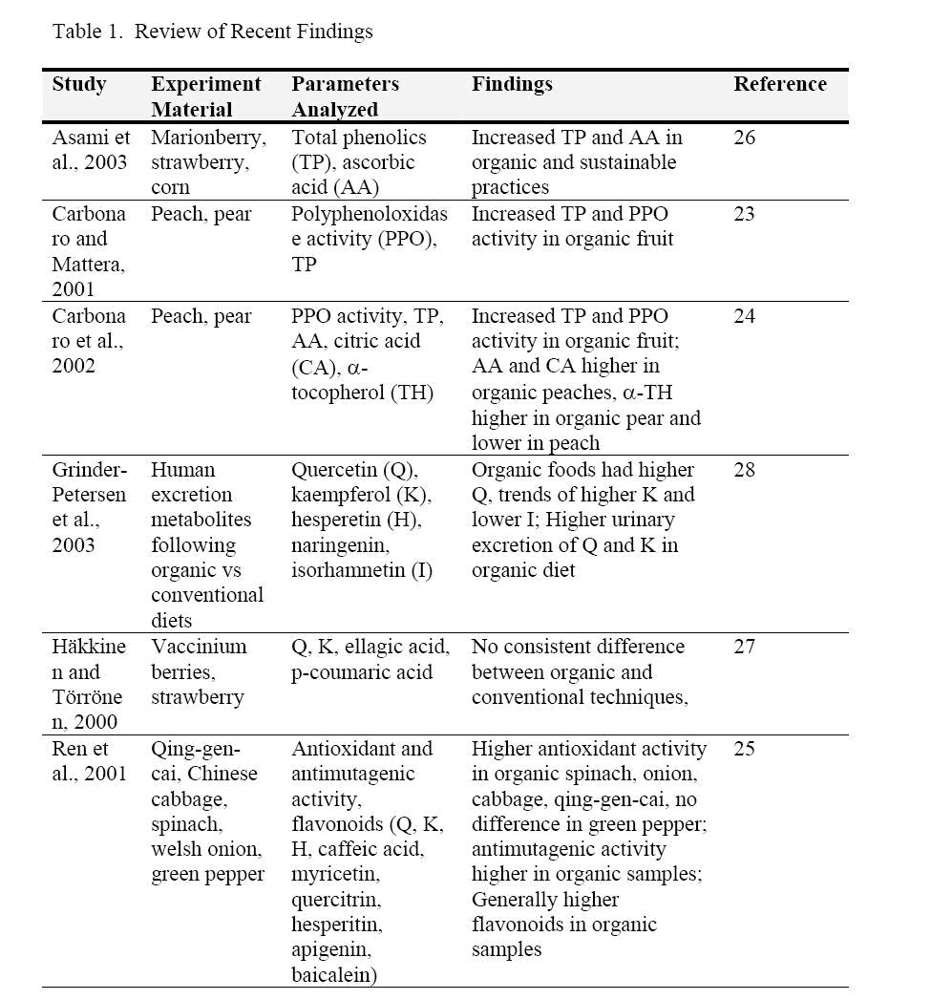 Table 1. Review of Recent Findings
Study Experiment Material Parameters Analyzed Findings Reference
Asami et Marionberry, Total phenolics Increased TP and AA in 26
al., 2003 strawberry, (TP), ascorbic organic and sustainable
corn acid (AA) practices
Carbona Peach, pear Polyphenoloxidas Increased TP and PPO 23
ro and e activity (PPO), activity in organic fruit
Mattera, TP
2001
Carbona Peach, pear PPO activity, TP, Increased TP and PPO 24
ro et al., AA, citric acid activity in organic fruit;
2002 (CA), α- AA and CA higher in
tocopherol (TH) organic peaches, α-TH
higher in organic pear and
lower in peach
Grinder- Human Quercetin (Q), Organic foods had higher 28
Petersen excretion kaempferol (K), Q, trends of higher K and
et al., metabolites hesperetin (H), lower I; Higher urinary
2003 following naringenin, excretion of Q and K in
organic vs isorhamnetin (I) organic diet
conventional
diets
Häkkine Vaccinium Q, K, ellagic acid, No consistent difference 27
n and berries, p-coumaric acid between organic and
Törröne strawberry conventional techniques,
n, 2000
Ren et Qing-gen- Antioxidant and Higher antioxidant activity 25
al., 2001 cai, Chinese antimutagenic in organic spinach, onion,
cabbage, activity, cabbage, qing-gen-cai, no
spinach, flavonoids (Q, K, difference in green pepper;
welsh onion, H, caffeic acid, antimutagenic activity
green pepper myricetin, higher in organic samples;
quercitrin, Generally higher
hesperitin, flavonoids in organic
apigenin, samples
baicalein)